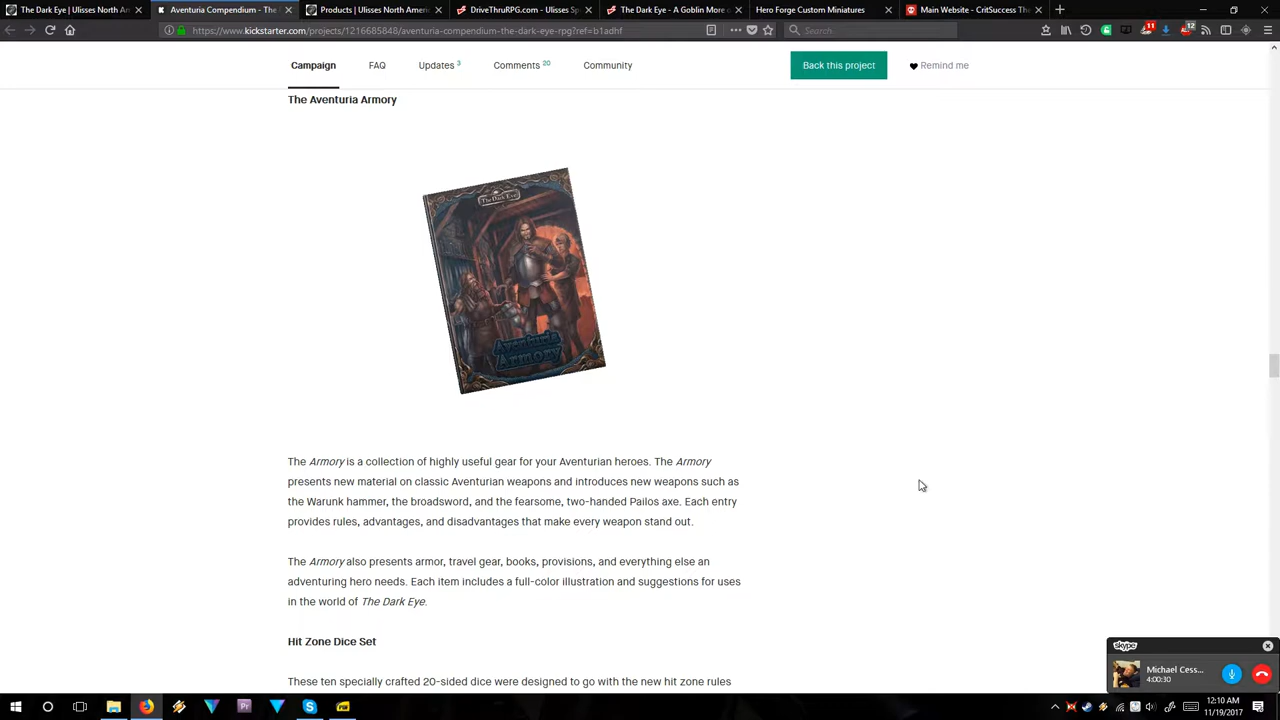 The Dark Eye | Ulisses North Am
Aventuria Compendium - The
Products | Ulisses North Americ
DriveThruRPG.com - Ulisses Sp
The Dark Eye - A Goblin More o
Hero Forge Custom Miniatures
Main Website - CritSuccess The
https://www.kickstarter.com/projects/1216685848/aventuria-compendium-the-dark-eye-rpg?ref=b1adhf
Search...
11
12
Campaign
FAQ
Updates 3
Comments 20
Community
Back this project
Remind me
The Aventuria Armory
The Dark Eye
Aventuria
Armory
The Armory is a collection of highly useful gear for your Aventurian heroes. The Armory
presents new material on classic Aventurian weapons and introduces new weapons such as
the Warunk hammer, the broadsword, and the fearsome, two-handed Pailos axe. Each entry
provides rules, advantages, and disadvantages that make every weapon stand out.
The Armory also presents armor, travel gear, books, provisions, and everything else an
adventuring hero needs. Each item includes a full-color illustration and suggestions for uses
in the world of The Dark Eye.
Hit Zone Dice Set
These ten specially crafted 20-sided dice were designed to go with the new hit zone rules
skype
Michael Cess...
4:00:30
12:10 AM
11/19/2017